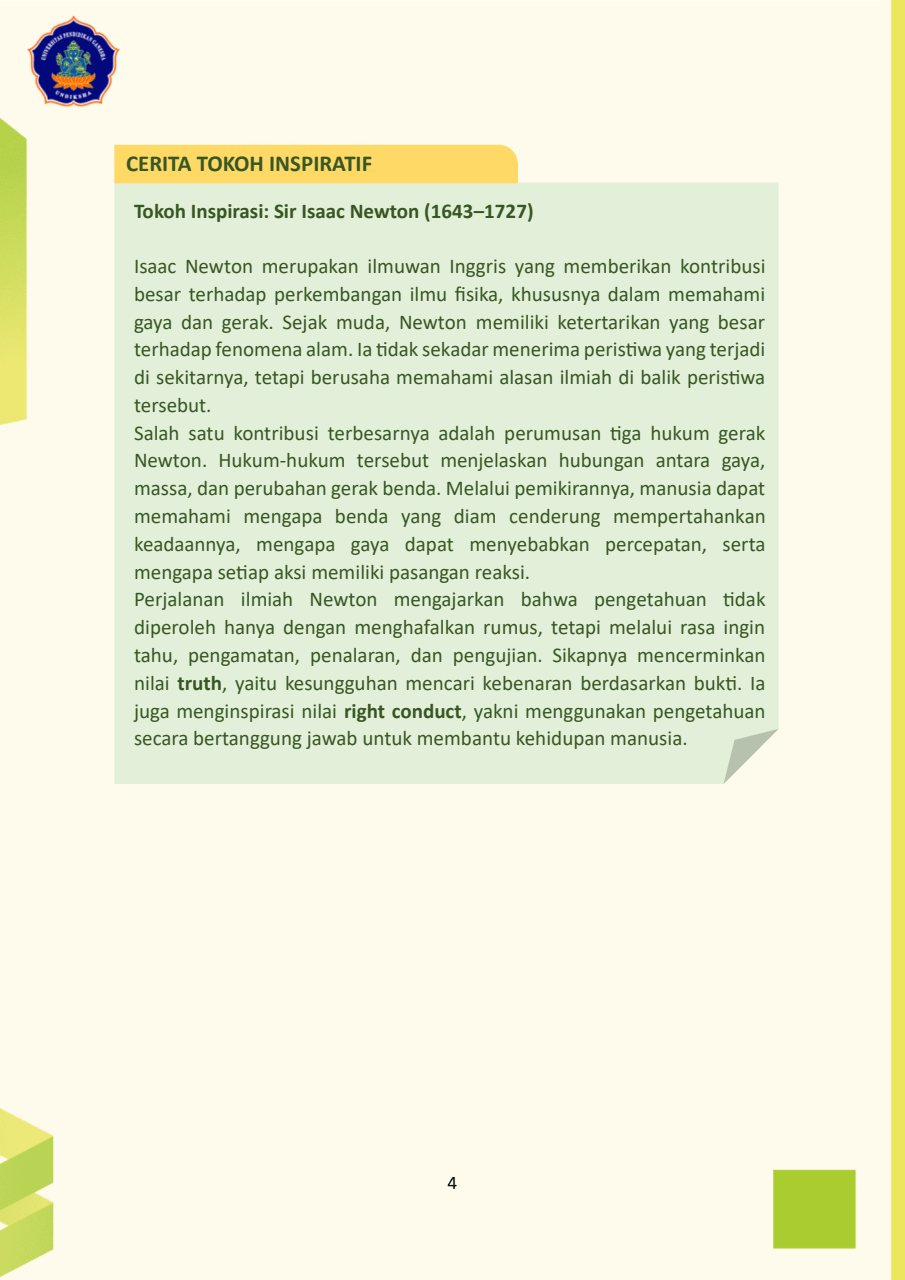 UNIVERSITAS PENDIDIKAN GANESHA
UNDIKSHA
CERITA TOKOH INSPIRATIF
Tokoh Inspirasi: Sir Isaac Newton (1643–1727)
Isaac Newton merupakan ilmuwan Inggris yang memberikan kontribusi
besar terhadap perkembangan ilmu fisika, khususnya dalam memahami
gaya dan gerak. Sejak muda, Newton memiliki ketertarikan yang besar
terhadap fenomena alam. Ia tidak sekadar menerima peristiwa yang terjadi
di sekitarnya, tetapi berusaha memahami alasan ilmiah di balik peristiwa
tersebut.
Salah satu kontribusi terbesarnya adalah perumusan tiga hukum gerak
Newton. Hukum-hukum tersebut menjelaskan hubungan antara gaya,
massa, dan perubahan gerak benda. Melalui pemikirannya, manusia dapat
memahami mengapa benda yang diam cenderung mempertahankan
keadaannya, mengapa gaya dapat menyebabkan percepatan, serta
mengapa setiap aksi memiliki pasangan reaksi.
Perjalanan ilmiah Newton mengajarkan bahwa pengetahuan tidak
diperoleh hanya dengan menghafalkan rumus, tetapi melalui rasa ingin
tahu, pengamatan, penalaran, dan pengujian. Sikapnya mencerminkan
nilai truth, yaitu kesungguhan mencari kebenaran berdasarkan bukti. Ia
juga menginspirasi nilai right conduct, yakni menggunakan pengetahuan
secara bertanggung jawab untuk membantu kehidupan manusia.
4